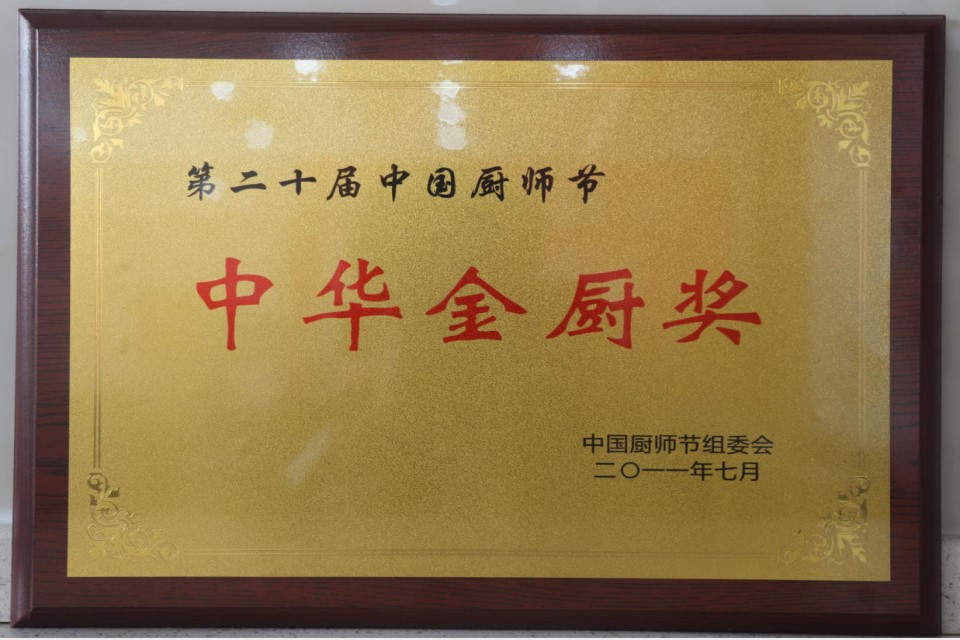 第二十届中国厨师节
中华金厨奖
中国厨师节组委会
二〇一一年七月